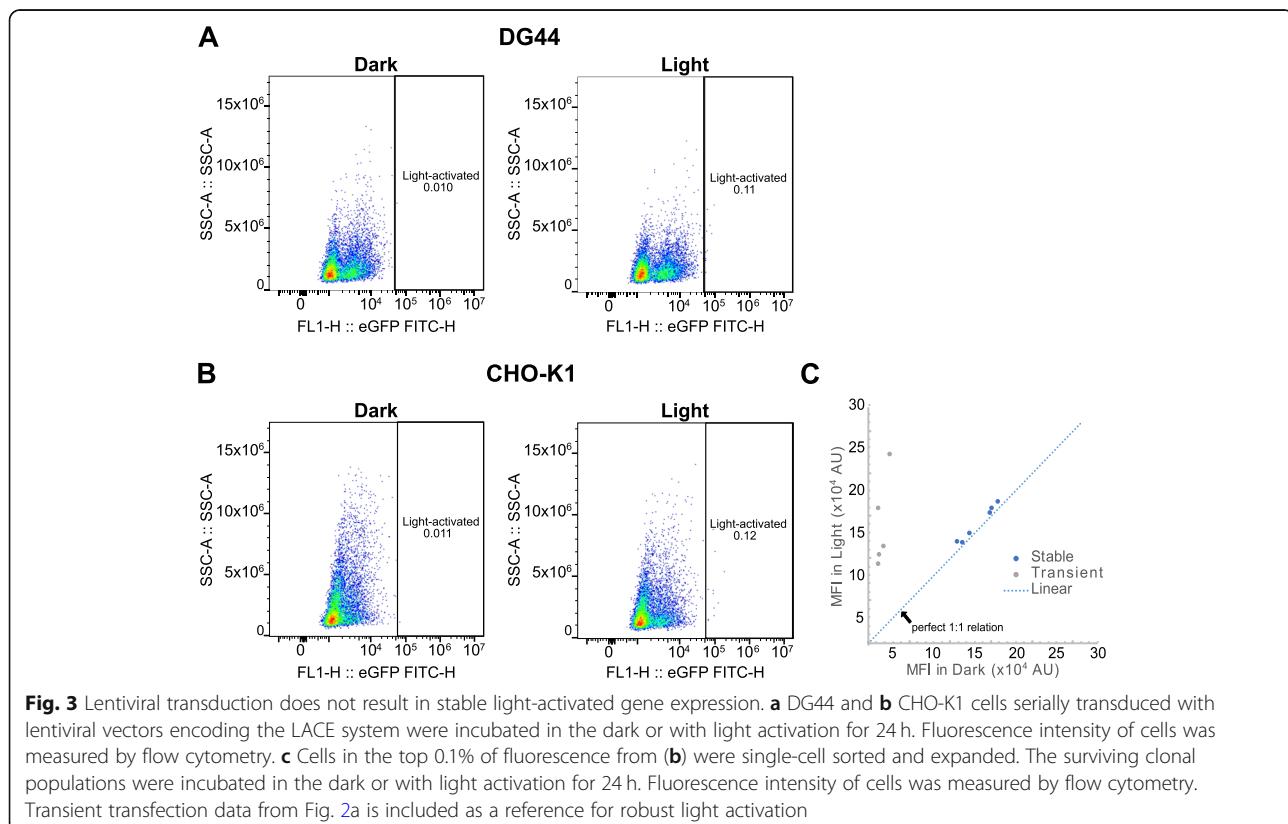 A
DG44
Dark
Light
15x10⁶
10x10⁶
5x10⁶
0
SSC-A :: SSC-A
Light-activated
0.010
0 10⁴ 10⁵ 10⁶ 10⁷
FL1-H :: eGFP FITC-H
15x10⁶
10x10⁶
5x10⁶
0
SSC-A :: SSC-A
Light-activated
0.11
0 10⁴ 10⁵ 10⁶ 10⁷
FL1-H :: eGFP FITC-H
B
CHO-K1
Dark
Light
15x10⁶
10x10⁶
5x10⁶
0
SSC-A :: SSC-A
Light-activated
0.011
0 10⁴ 10⁵ 10⁶ 10⁷
FL1-H :: eGFP FITC-H
15x10⁶
10x10⁶
5x10⁶
0
SSC-A :: SSC-A
Light-activated
0.12
0 10⁴ 10⁵ 10⁶ 10⁷
FL1-H :: eGFP FITC-H
C
30
25
20
15
10
5
MFI in Light (x10⁴ AU)
Stable
Transient
Linear
perfect 1:1 relation
5 10 15 20 25 30
MFI in Dark (x10⁴ AU)
Fig. 3 Lentiviral transduction does not result in stable light-activated gene expression. a DG44 and b CHO-K1 cells serially transduced with
lentiviral vectors encoding the LACE system were incubated in the dark or with light activation for 24 h. Fluorescence intensity of cells was
measured by flow cytometry. c Cells in the top 0.1% of fluorescence from (b) were single-cell sorted and expanded. The surviving clonal
populations were incubated in the dark or with light activation for 24 h. Fluorescence intensity of cells was measured by flow cytometry.
Transient transfection data from Fig. 2a is included as a reference for robust light activation